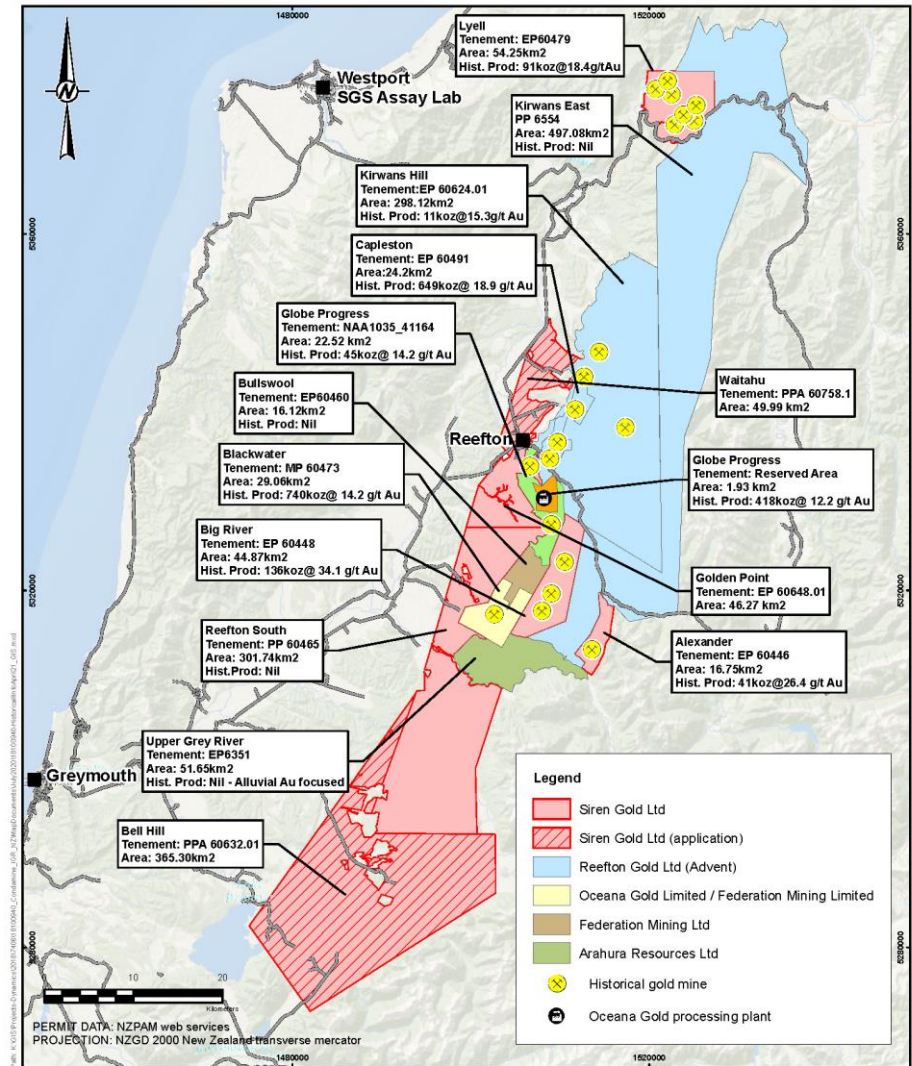 1480000
1520000
Lyell
Tenement: EP60479
Area: 54.25km2
Hist. Prod: 91koz@18.4g/tAu
N
Westport
SGS Assay Lab
Kirwans East
PP 6554
Area: 497.08km2
Hist. Prod: Nil
Kirwans Hill
Tenement:EP 60624.01
Area: 298.12km2
Hist. Prod: 11koz@15.3g/t Au
5360000
5360000
Capleston
Tenement: EP 60491
Area:24.2km2
Hist. Prod: 649koz@ 18.9 g/t Au
Globe Progress
Tenement: NAA1035_41164
Area: 22.52 km2
Hist. Prod: 45koz@ 14.2 g/t Au
Bullswool
Tenement: EP60460
Area: 16.12km2
Hist. Prod: Nil
Waitahu
Tenement: PPA 60758.1
Area: 49.99 km2
Reefton
Blackwater
Tenement: MP 60473
Area: 29.06km2
Hist. Prod: 740koz@ 14.2 g/t Au
Globe Progress
Tenement: Reserved Area
Area: 1.93 km2
Hist. Prod: 418koz@ 12.2 g/t Au
Big River
Tenement: EP 60448
Area: 44.87km2
Hist. Prod: 136koz@ 34.1 g/t Au
Golden Point
Tenement: EP 60648.01
Area: 46.27 km2
5320000
5320000
Reefton South
Tenement: PP 60465
Area: 301.74km2
Hist.Prod: Nil
Alexander
Tenement: EP 60446
Area: 16.75km2
Hist. Prod: 41koz@26.4 g/t Au
Upper Grey River
Tenement: EP6351
Area: 51.65km2
Hist. Prod: Nil - Alluvial Au focused
Greymouth
Bell Hill
Tenement: PPA 60632.01
Area: 365.30km2
Legend
Siren Gold Ltd
Siren Gold Ltd (application)
Reefton Gold Ltd (Advent)
Oceana Gold Limited / Federation Mining Limited
Federation Mining Ltd
Arahura Resources Ltd
Historical gold mine
Oceana Gold processing plant
5280000
5280000
0
10
20
Kilometers
PERMIT DATA: NZPAM web services
PROJECTION: NZGD 2000 New Zealand transverse mercator
1480000
1520000